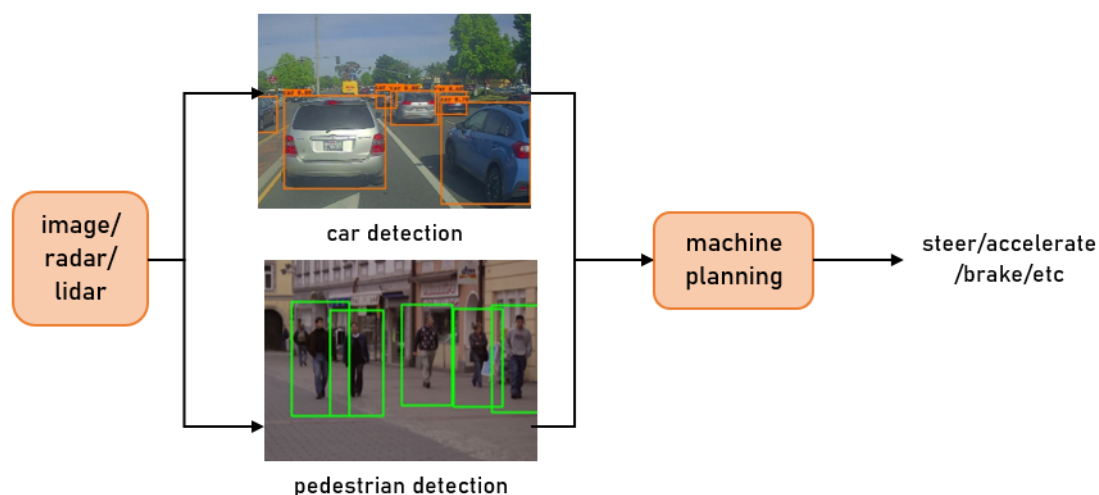 image/
radar/
lidar
car detection
pedestrian detection
machine
planning
steer/accelerate
/brake/etc